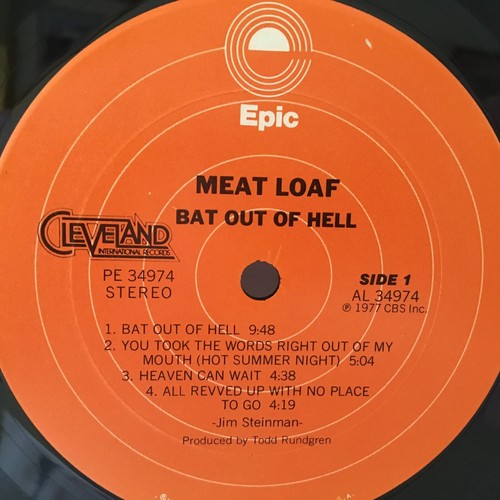 Epic
MEAT LOAF
BAT OUT OF HELL
CLEVELAND
INTERNATIONAL RECORDS
PE 34974
STEREO
SIDE 1
AL 34974
Ⓟ 1977 CBS Inc.
1. BAT OUT OF HELL 9:48
2. YOU TOOK THE WORDS RIGHT OUT OF MY
MOUTH (HOT SUMMER NIGHT) 5:04
3. HEAVEN CAN WAIT 4:38
4. ALL REVVED UP WITH NO PLACE
TO GO 4:19
-Jim Steinman-
Produced by Todd Rundgren